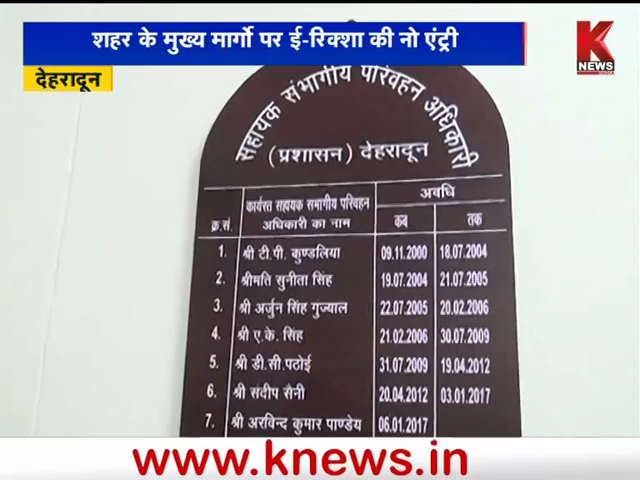 शहर के मुख्य मार्गो पर ई-रिक्शा की नो एंट्री
K
NEWS
INDIA
देहरादून
सहायक संभागीय परिवहन अधिकारी
(प्रशासन) देहरादून
क्र.सं. कार्यरत सहायक सभागीय परिवहन अधिकारी का नाम अवधि
कब तक
1. श्री टी.पी. कुण्डलिया 09.11.2000 18.07.2004
2. श्रीमति सुनीता सिंह 19.07.2004 21.07.2005
3. श्री अर्जुन सिंह गुंज्याल 22.07.2005 20.02.2006
4. श्री ए.के. सिंह 21.02.2006 30.07.2009
5. श्री डी.सी.पठोई 31.07.2009 19.04.2012
6. श्री संदीप सैनी 20.04.2012 03.01.2017
7. श्री अरविन्द कुमार पाण्डेय 06.01.2017
www.knews.in